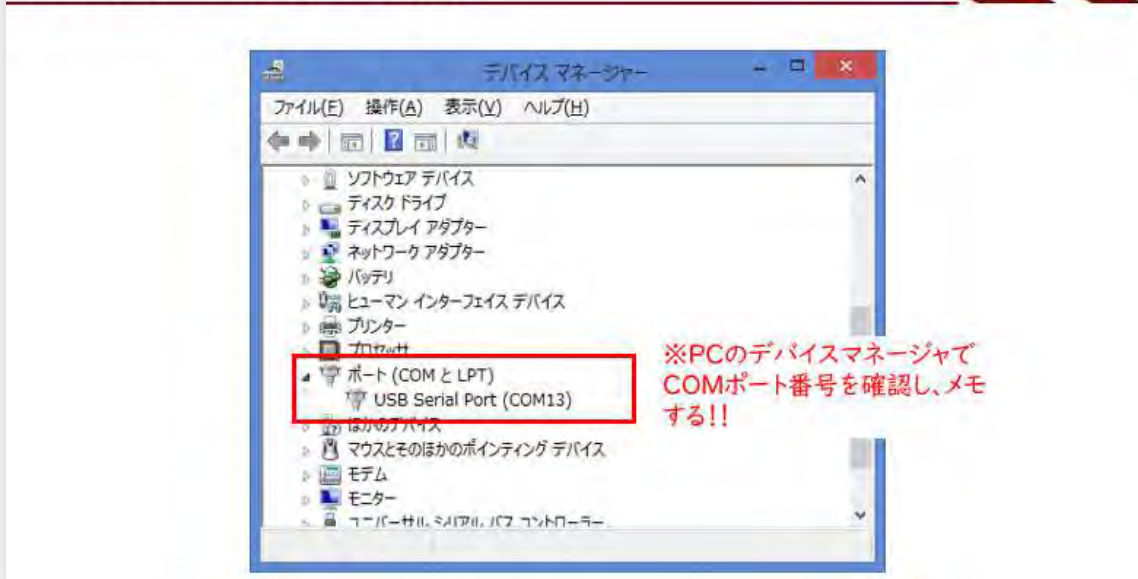 デバイス マネージャー
ファイル(F) 操作(A) 表示(V) ヘルプ(H)
ソフトウェア デバイス
ディスク ドライブ
ディスプレイ アダプター
ネットワーク アダプター
バッテリ
ヒューマン インターフェイス デバイス
プリンター
プロセッサ
ポート (COM と LPT)
USB Serial Port (COM13)
ほかのデバイス
マウスとそのほかのポインティング デバイス
モデム
モニター
ユニバーサル シリアル バス コントローラー
※PCのデバイスマネージャで
COMポート番号を確認し、メモ
する!!